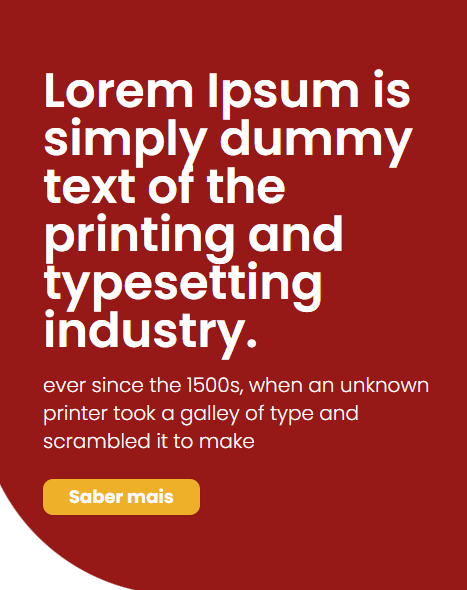 Lorem Ipsum is
simply dummy
text of the
printing and
typesetting
industry.
ever since the 1500s, when an unknown
printer took a galley of type and
scrambled it to make
Saber mais